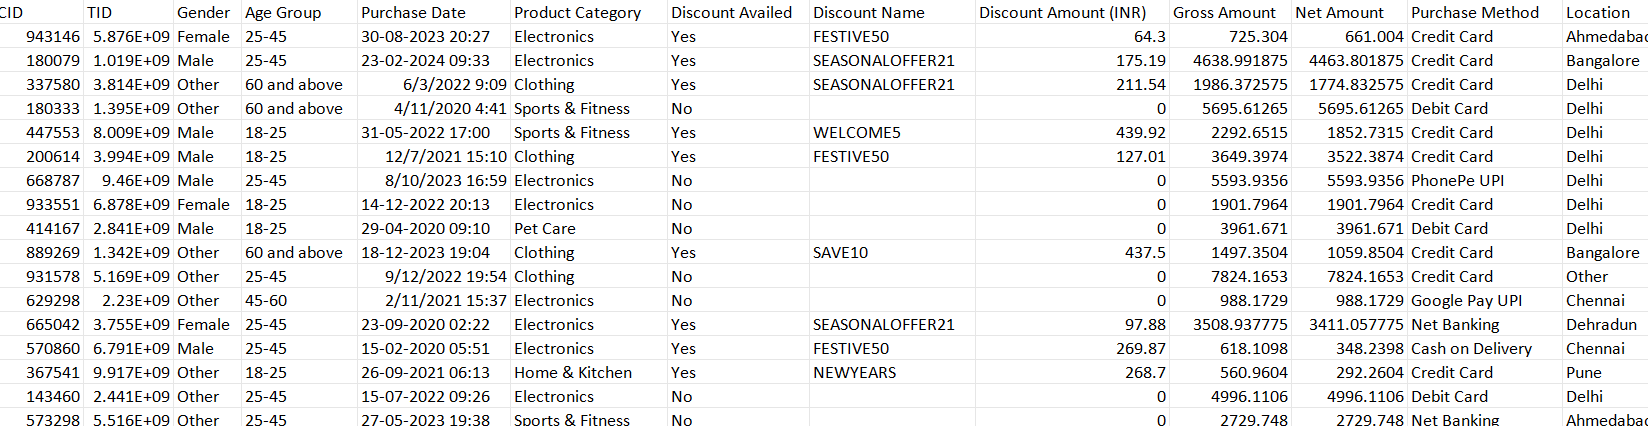 CID TID Gender Age Group Purchase Date Product Category Discount Availed Discount Name Discount Amount (INR) Gross Amount Net Amount Purchase Method Location
943146 5.876E+09 Female 25-45 30-08-2023 20:27 Electronics Yes FESTIVE50 64.3 725.304 661.004 Credit Card Ahmedabad
180079 1.019E+09 Male 25-45 23-02-2024 09:33 Electronics Yes SEASONALOFFER21 175.19 4638.991875 4463.801875 Credit Card Bangalore
337580 3.814E+09 Other 60 and above 6/3/2022 9:09 Clothing Yes SEASONALOFFER21 211.54 1986.372575 1774.832575 Credit Card Delhi
180333 1.395E+09 Other 60 and above 4/11/2020 4:41 Sports & Fitness No 0 5695.61265 5695.61265 Debit Card Delhi
447553 8.009E+09 Male 18-25 31-05-2022 17:00 Sports & Fitness Yes WELCOME5 439.92 2292.6515 1852.7315 Credit Card Delhi
200614 3.994E+09 Male 18-25 12/7/2021 15:10 Clothing Yes FESTIVE50 127.01 3649.3974 3522.3874 Credit Card Delhi
668787 9.46E+09 Male 25-45 8/10/2023 16:59 Electronics No 0 5593.9356 5593.9356 PhonePe UPI Delhi
933551 6.878E+09 Female 18-25 14-12-2022 20:13 Electronics No 0 1901.7964 1901.7964 Credit Card Delhi
414167 2.841E+09 Male 18-25 29-04-2020 09:10 Pet Care No 0 3961.671 3961.671 Debit Card Delhi
889269 1.342E+09 Other 60 and above 18-12-2023 19:04 Clothing Yes SAVE10 437.5 1497.3504 1059.8504 Credit Card Bangalore
931578 5.169E+09 Other 25-45 9/12/2022 19:54 Clothing No 0 7824.1653 7824.1653 Credit Card Other
629298 2.23E+09 Other 45-60 2/11/2021 15:37 Electronics No 0 988.1729 988.1729 Google Pay UPI Chennai
665042 3.755E+09 Female 25-45 23-09-2020 02:22 Electronics Yes SEASONALOFFER21 97.88 3508.937775 3411.057775 Net Banking Dehradun
570860 6.791E+09 Male 25-45 15-02-2020 05:51 Electronics Yes FESTIVE50 269.87 618.1098 348.2398 Cash on Delivery Chennai
367541 9.917E+09 Other 18-25 26-09-2021 06:13 Home & Kitchen Yes NEWYEARS 268.7 560.9604 292.2604 Credit Card Pune
143460 2.441E+09 Other 25-45 15-07-2022 09:26 Electronics No 0 4996.1106 4996.1106 Debit Card Delhi
573298 5.516E+09 Other 25-45 27-05-2023 19:38 Sports & Fitness No 0 2729.748 2729.748 Net Banking Ahmedabad